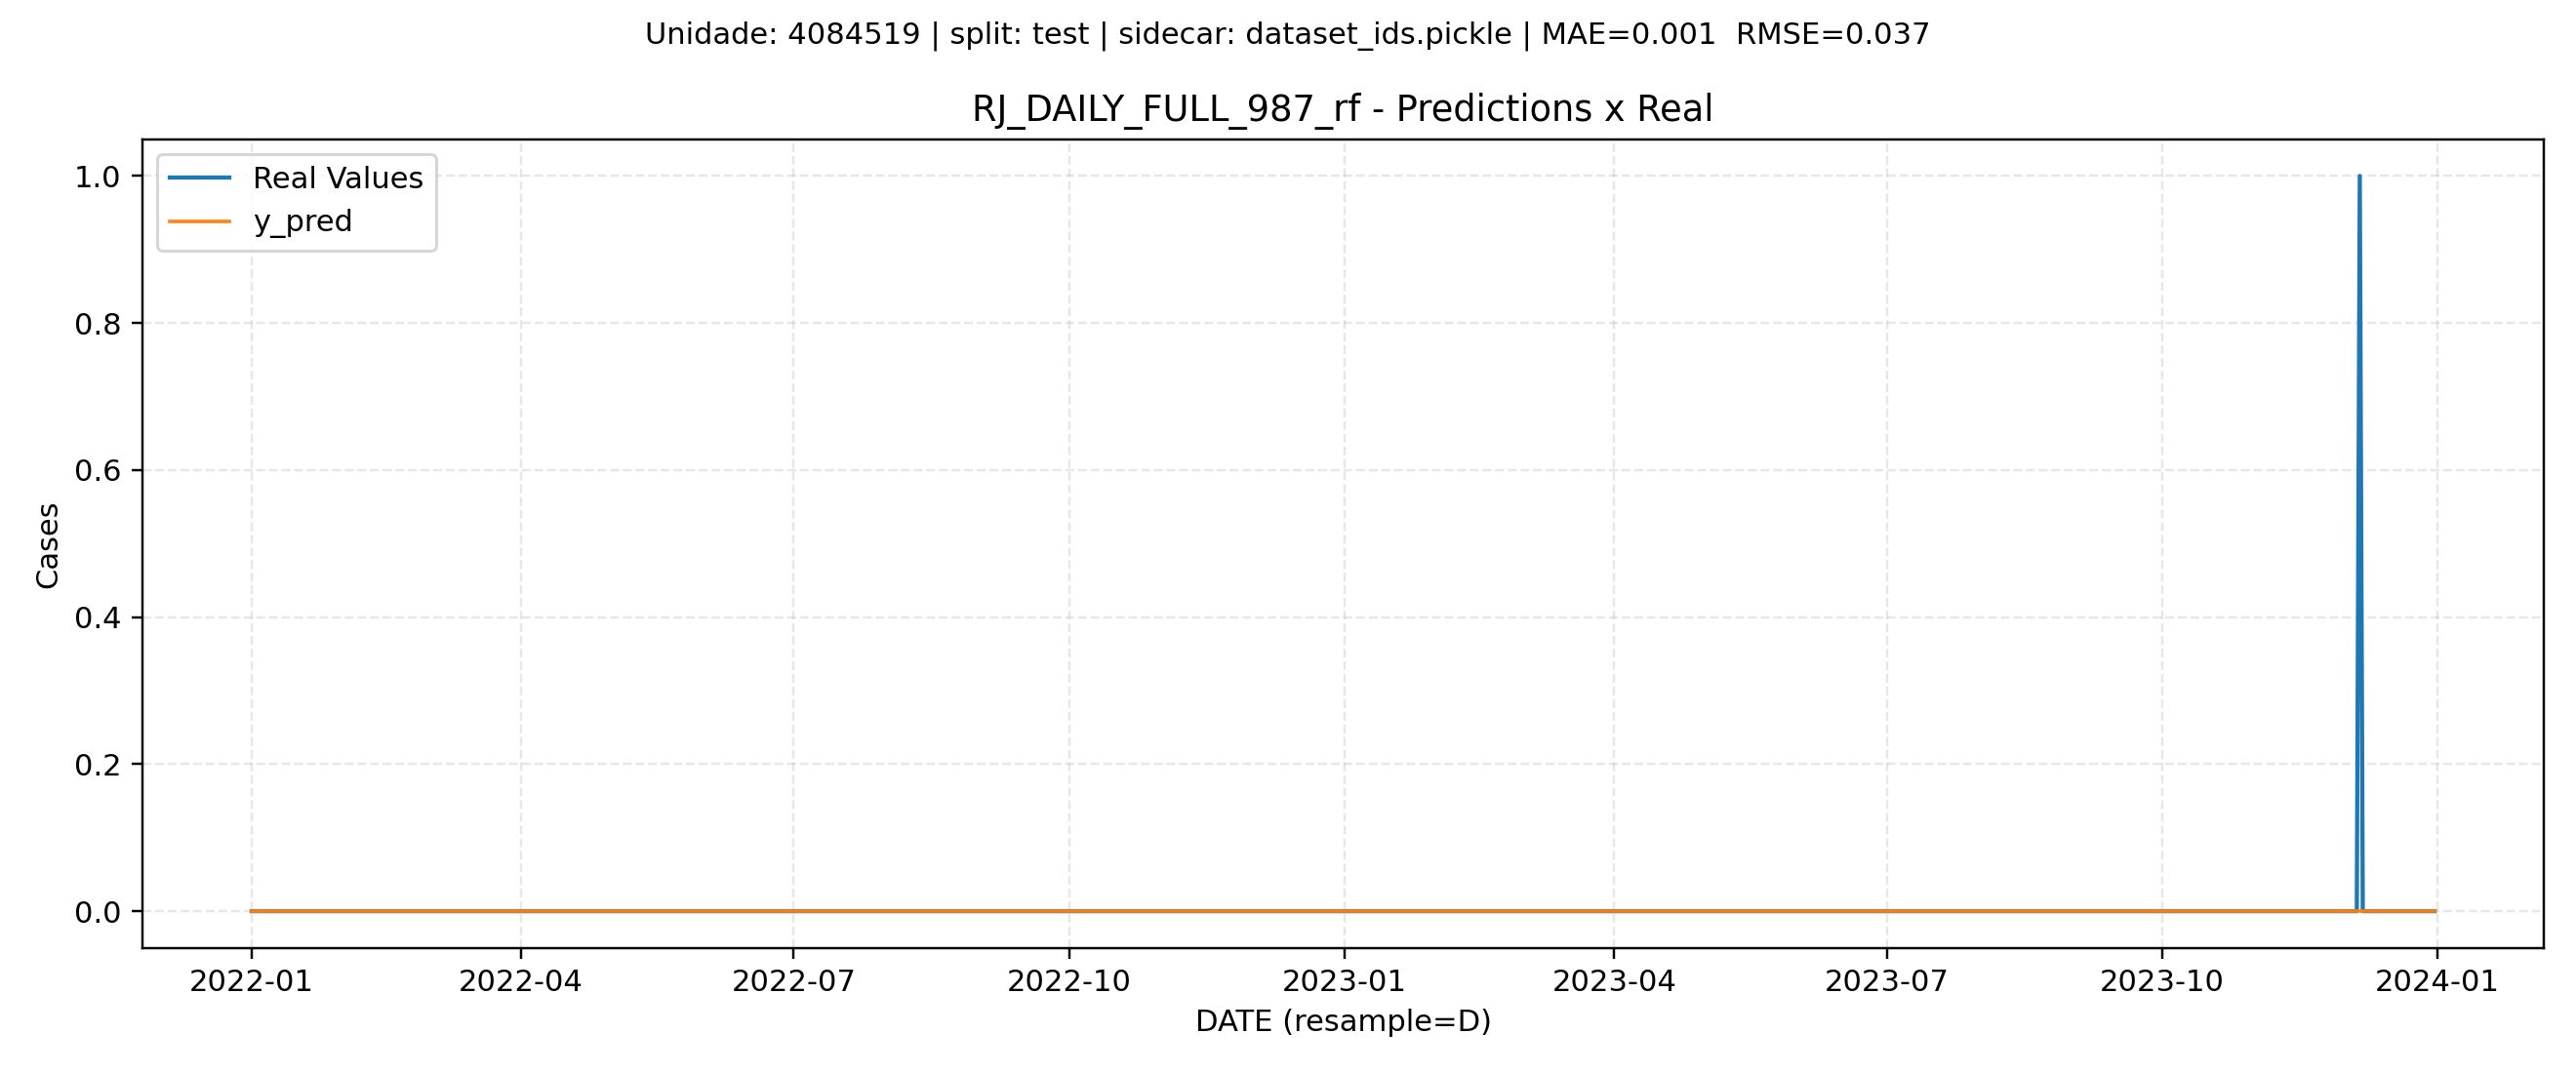 Unidade: 4084519 | split: test | sidecar: dataset_ids.pickle | MAE=0.001  RMSE=0.037
RJ_DAILY_FULL_987_rf - Predictions x Real
Real Values
y_pred
1.0
0.8
0.6
0.4
0.2
0.0
Cases
2022-01 2022-04 2022-07 2022-10 2023-01 2023-04 2023-07 2023-10 2024-01
DATE (resample=D)